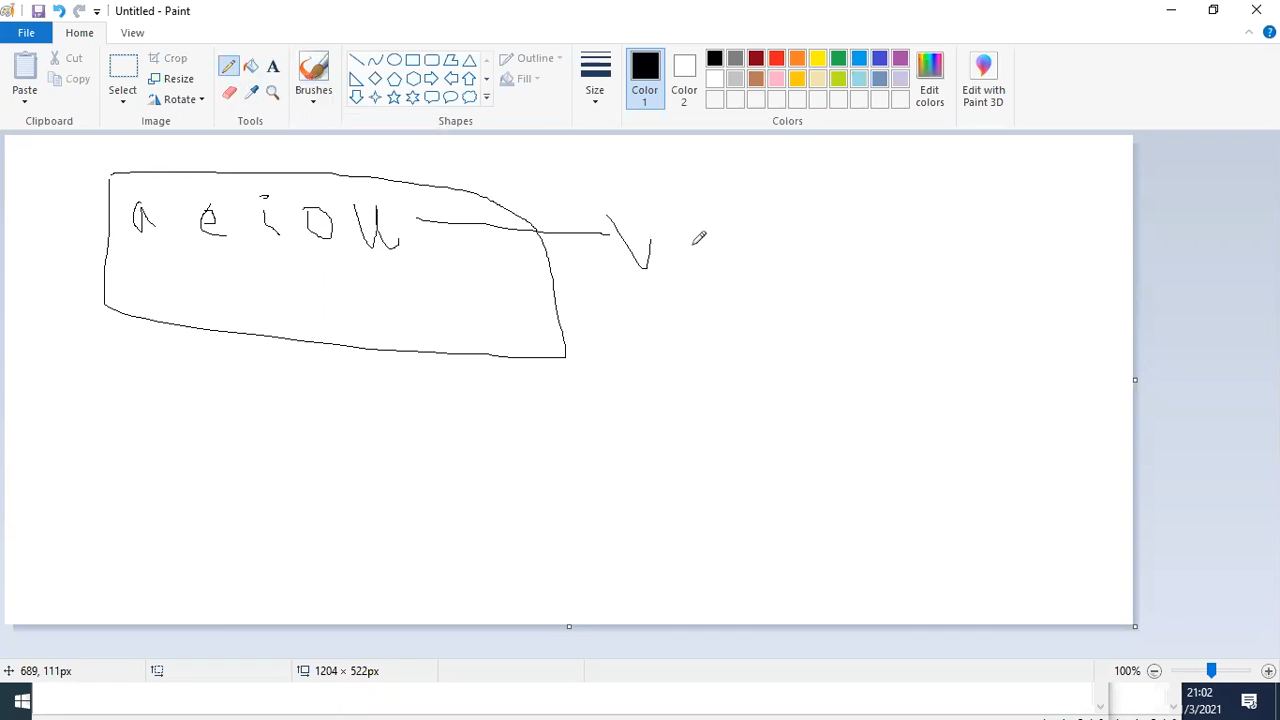 Untitled - Paint
File Home View
Paste
Cut
Copy
Clipboard
Select
Crop
Resize
Rotate
Image
A
Tools
Brushes
Shapes
Outline
Fill
Size
Color 1
Color 2
Colors
Edit colors
Edit with Paint 3D
a e i o u V
689, 111px
1204 × 522px
100%
21:02
/3/2021